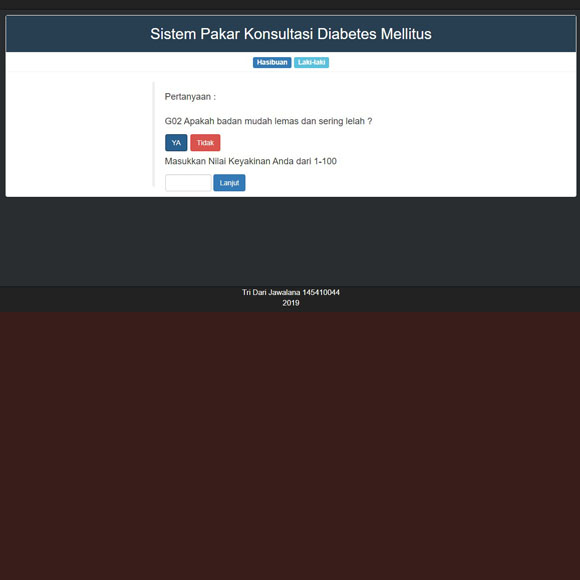 Sistem Pakar Konsultasi Diabetes Mellitus
Hasibuan Laki-laki
Pertanyaan :
G02 Apakah badan mudah lemas dan sering lelah ?
YA Tidak
Masukkan Nilai Keyakinan Anda dari 1-100
Lanjut
Tri Dari Jawalana 145410044
2019